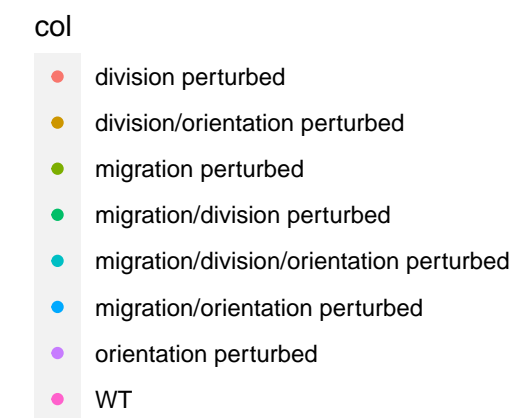 col
division perturbed
division/orientation perturbed
migration perturbed
migration/division perturbed
migration/division/orientation perturbed
migration/orientation perturbed
orientation perturbed
WT